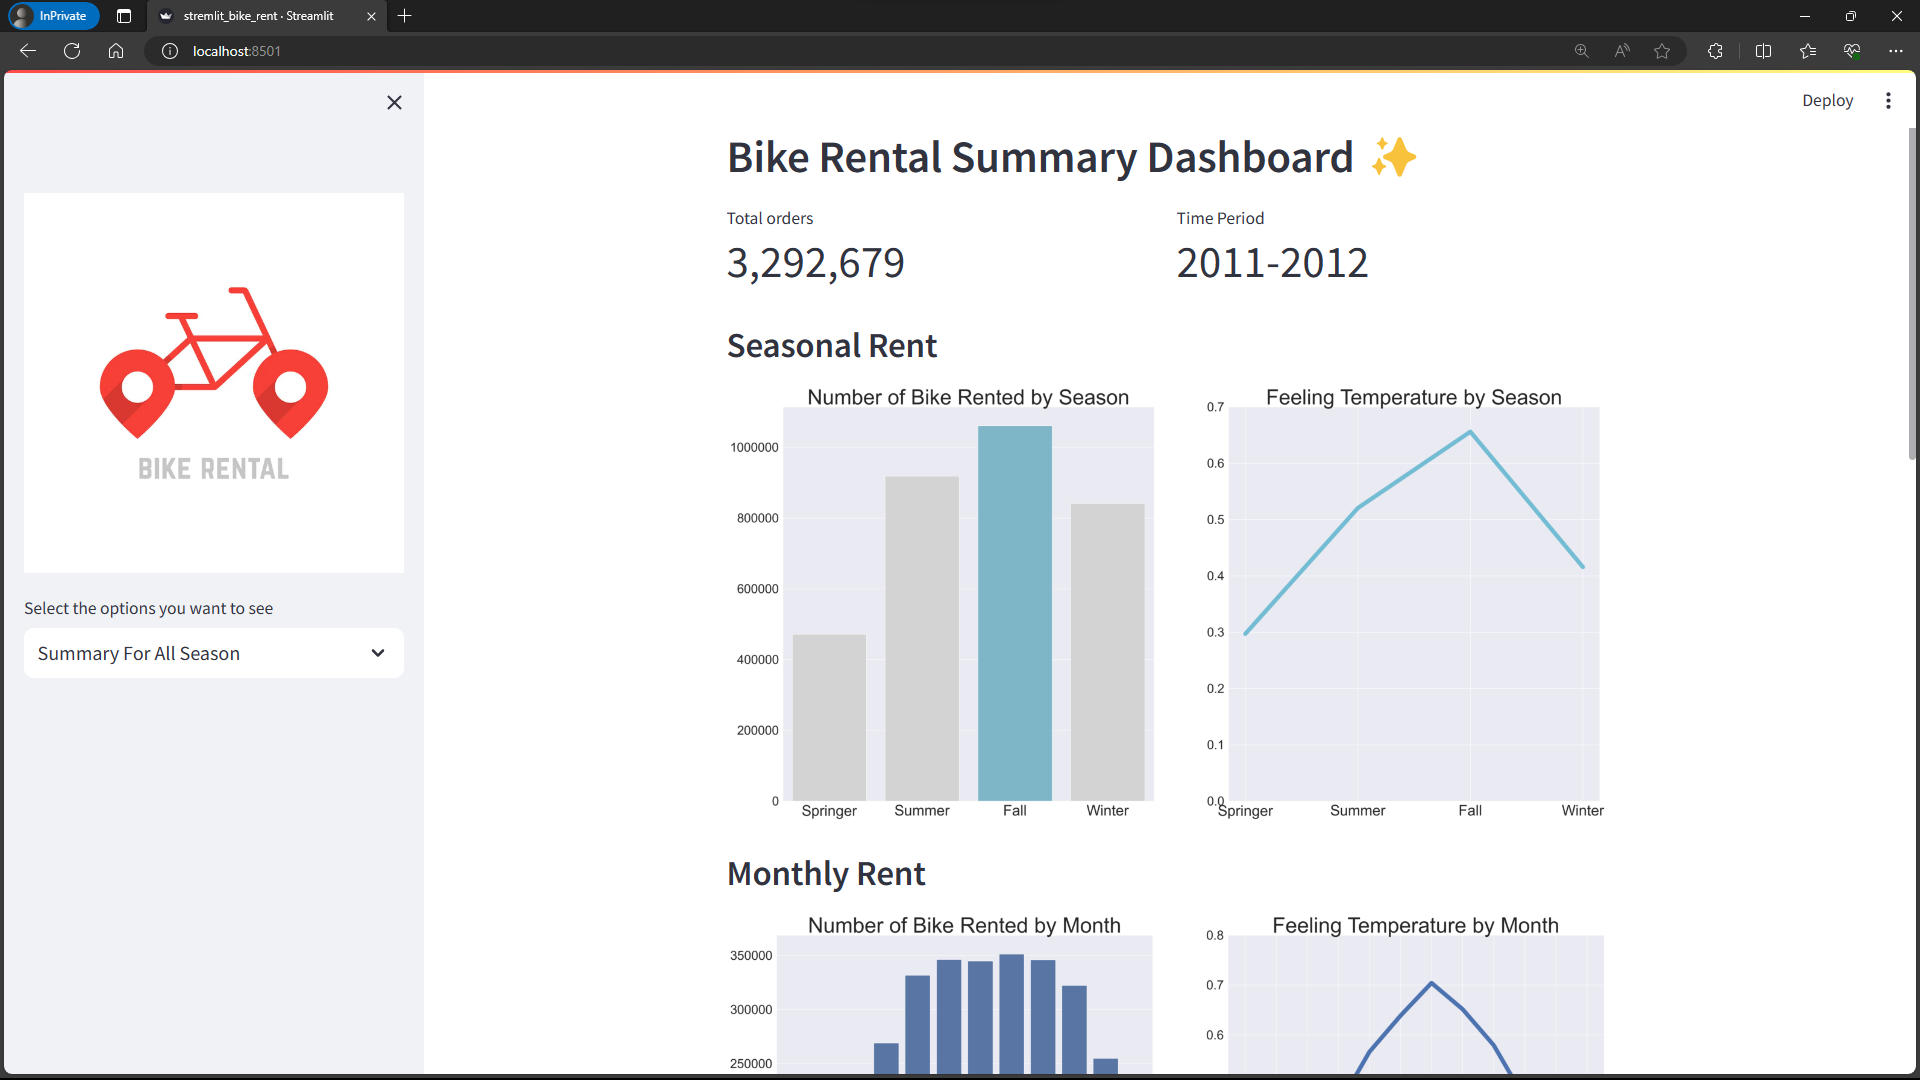 InPrivate
stremlit_bike_rent · Streamlit
localhost:8501
Deploy
BIKE RENTAL
Select the options you want to see
Summary For All Season
Bike Rental Summary Dashboard ✨
Total orders
3,292,679
Time Period
2011-2012
Seasonal Rent
Number of Bike Rented by Season
1000000
800000
600000
400000
200000
0
Springer Summer Fall Winter
Feeling Temperature by Season
0.7
0.6
0.5
0.4
0.3
0.2
0.1
0.0
Springer Summer Fall Winter
Monthly Rent
Number of Bike Rented by Month
350000
300000
250000
Feeling Temperature by Month
0.8
0.7
0.6